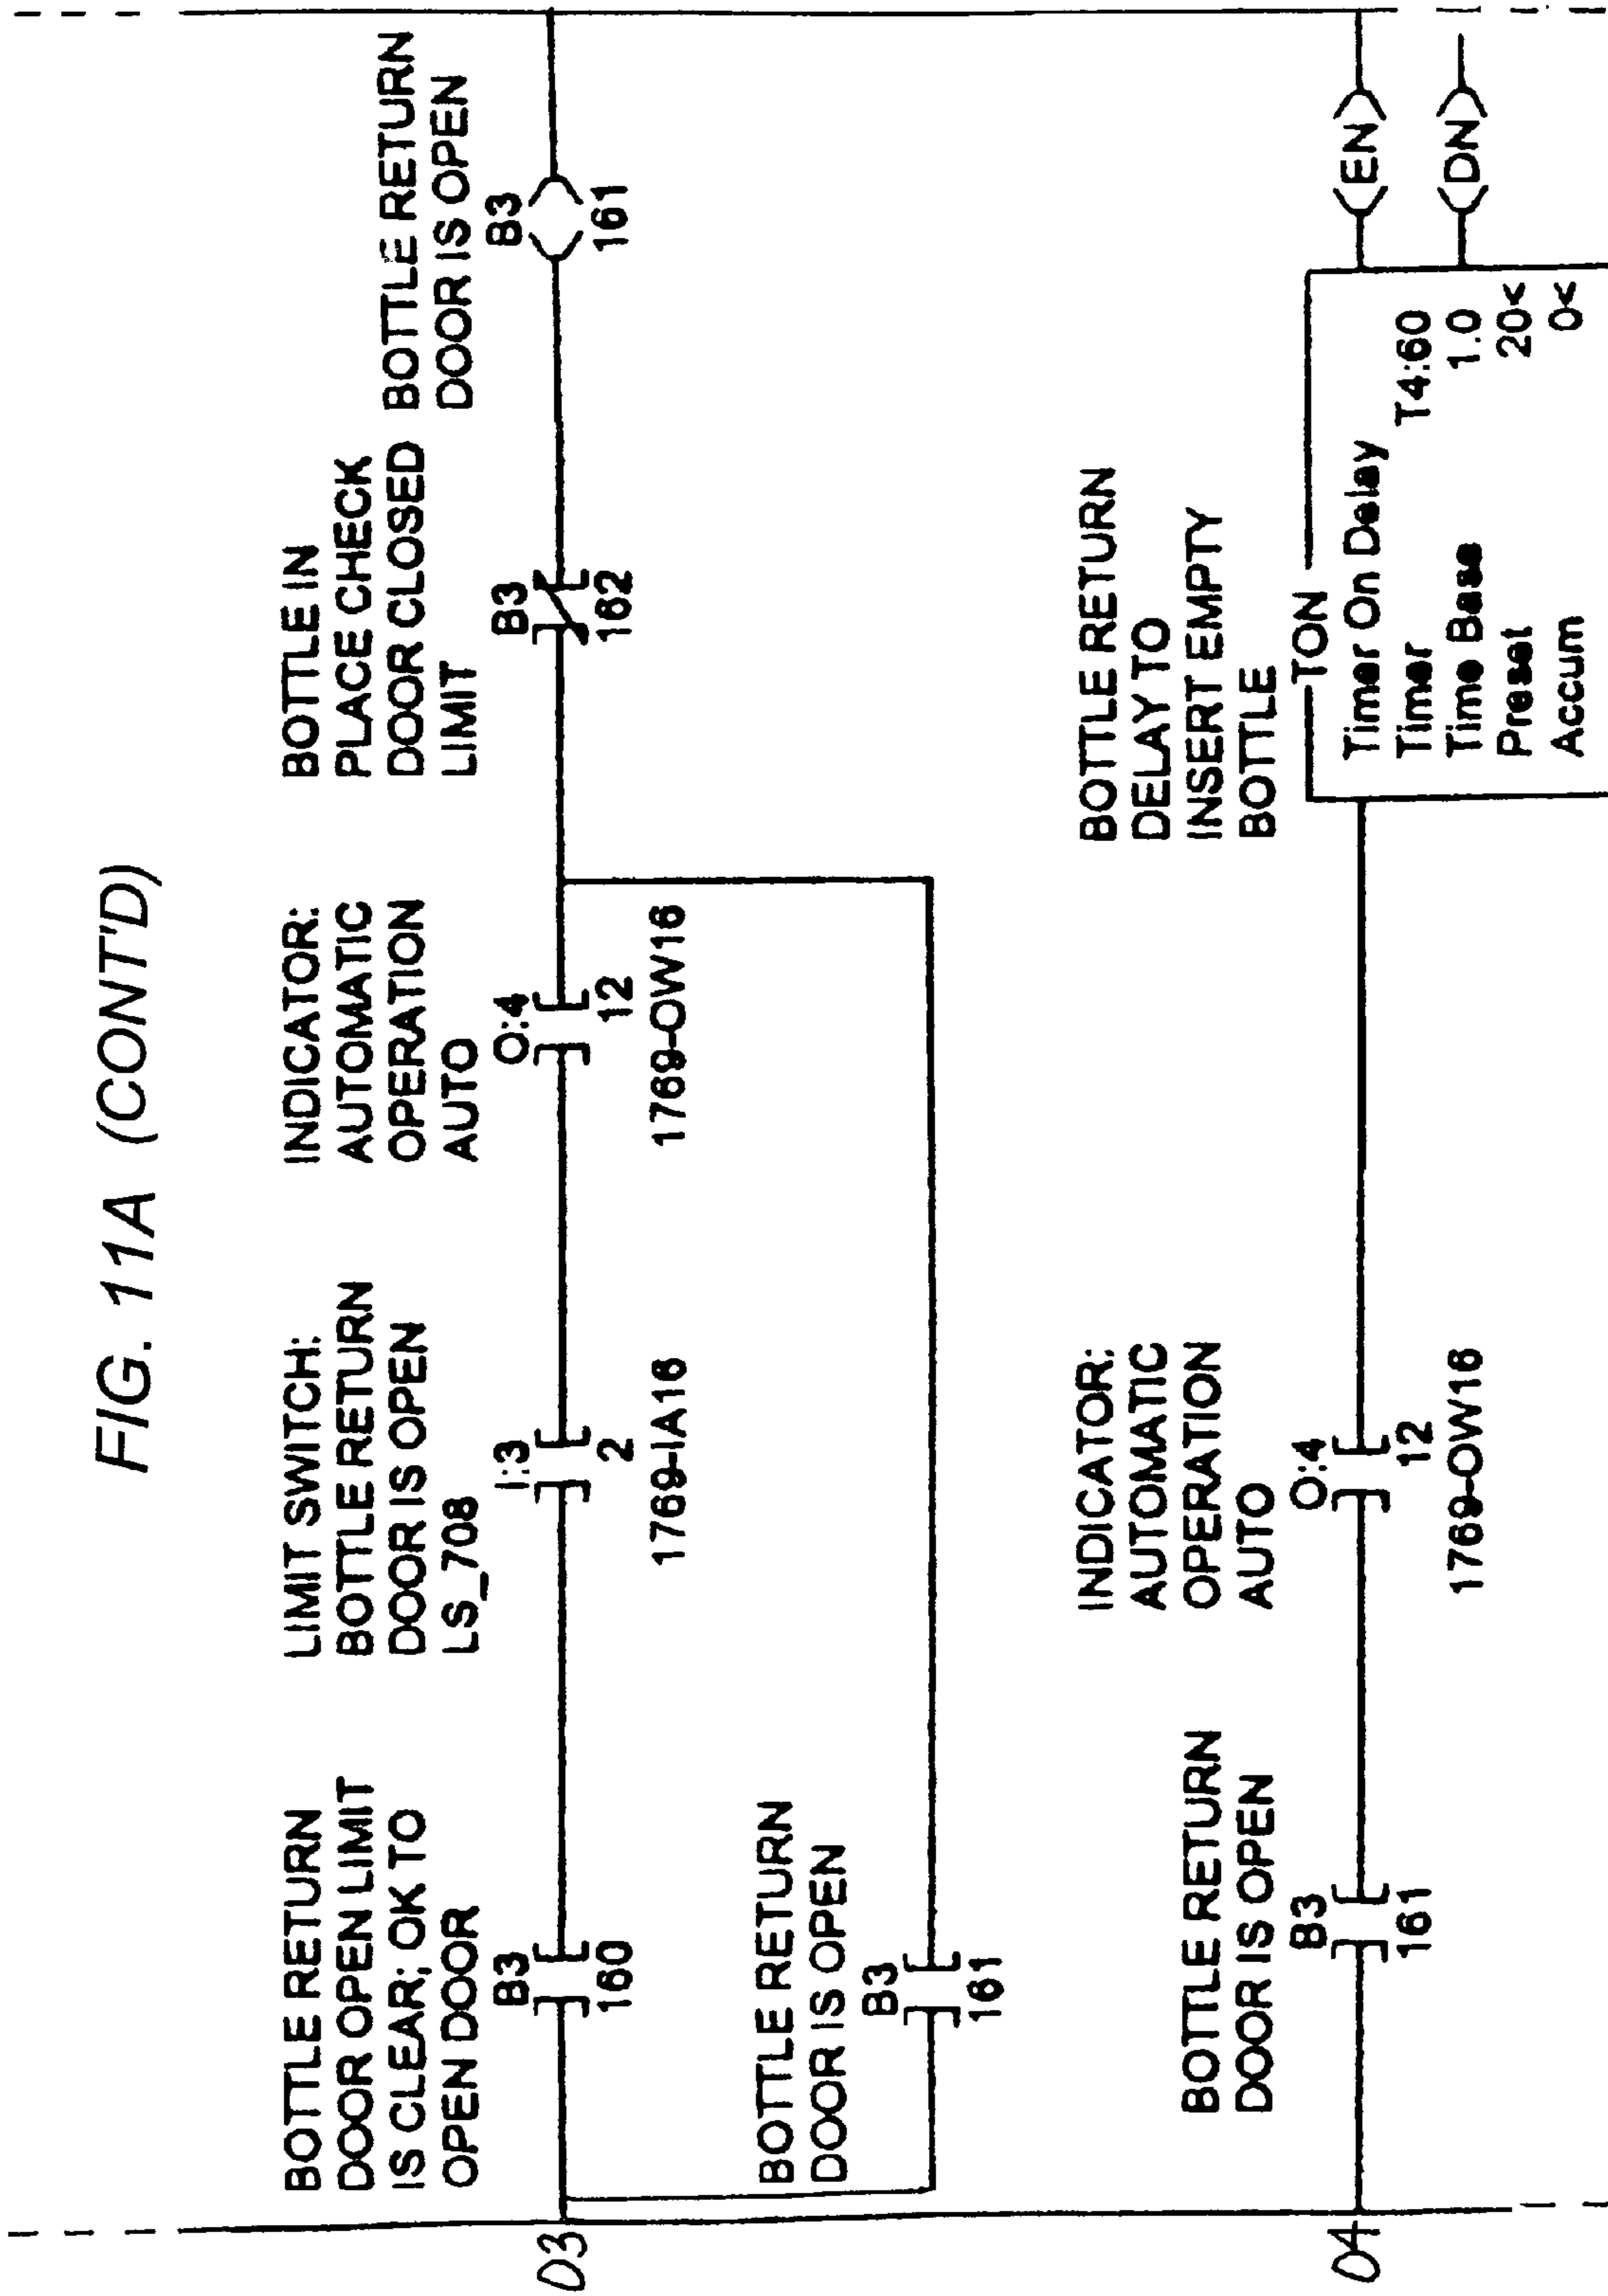 FIG. 11A (CONT'D)
BOTTLE RETURN
DOOR OPEN LIMIT
IS CLEAR; OK TO
OPEN DOOR
B3
160
LIMIT SWITCH:
BOTTLE RETURN
DOOR IS OPEN
LS_708
I:3
2
1769-IA16
INDICATOR:
AUTOMATIC
OPERATION
AUTO
O:4
12
1769-OW16
BOTTLE IN
PLACE CHECK
DOOR CLOSED
LIMIT
B3
162
BOTTLE RETURN
DOOR IS OPEN
B3
161
03
BOTTLE RETURN
DOOR IS OPEN
B3
161
BOTTLE RETURN
DOOR IS OPEN
B3
161
INDICATOR:
AUTOMATIC
OPERATION
AUTO
O:4
12
1769-OW16
BOTTLE RETURN
DELAY TO
INSERT EMPTY
BOTTLE
TON
Timer On Delay
Timer T4:60
Time Base 1.0
Preset 20<
Accum 0<
EN
DN
04